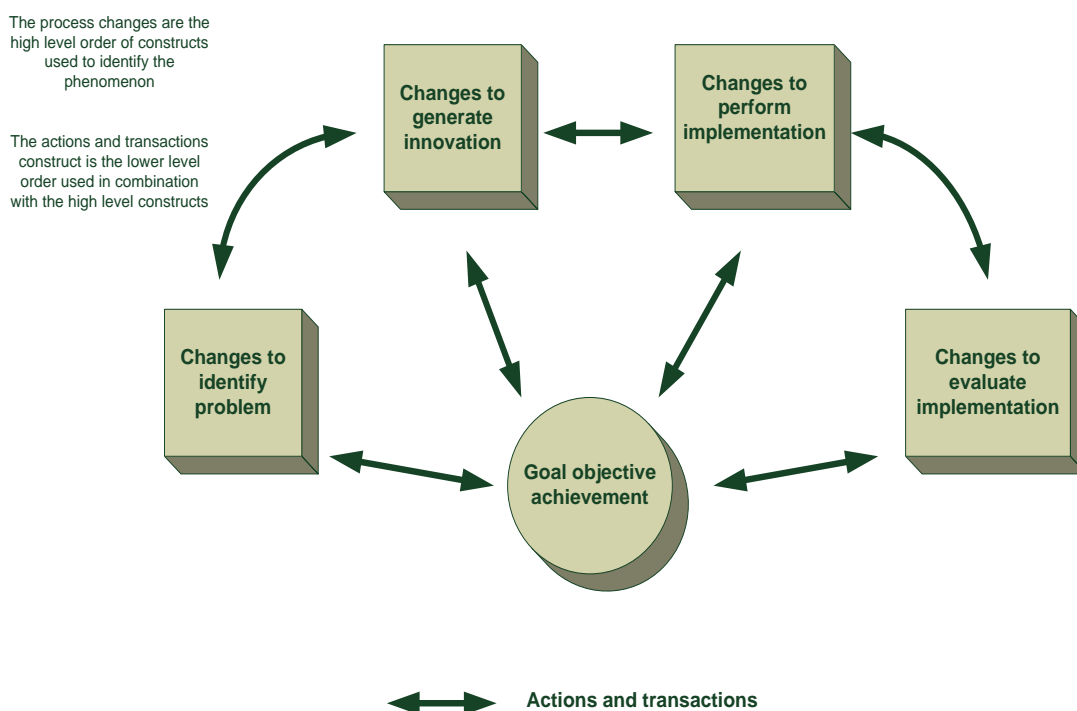 The process changes are the
high level order of constructs
used to identify the
phenomenon
The actions and transactions
construct is the lower level
order used in combination
with the high level constructs
Changes to
generate
innovation
Changes to
perform
implementation
Changes to
identify
problem
Changes to
evaluate
implementation
Goal objective
achievement
Actions and transactions